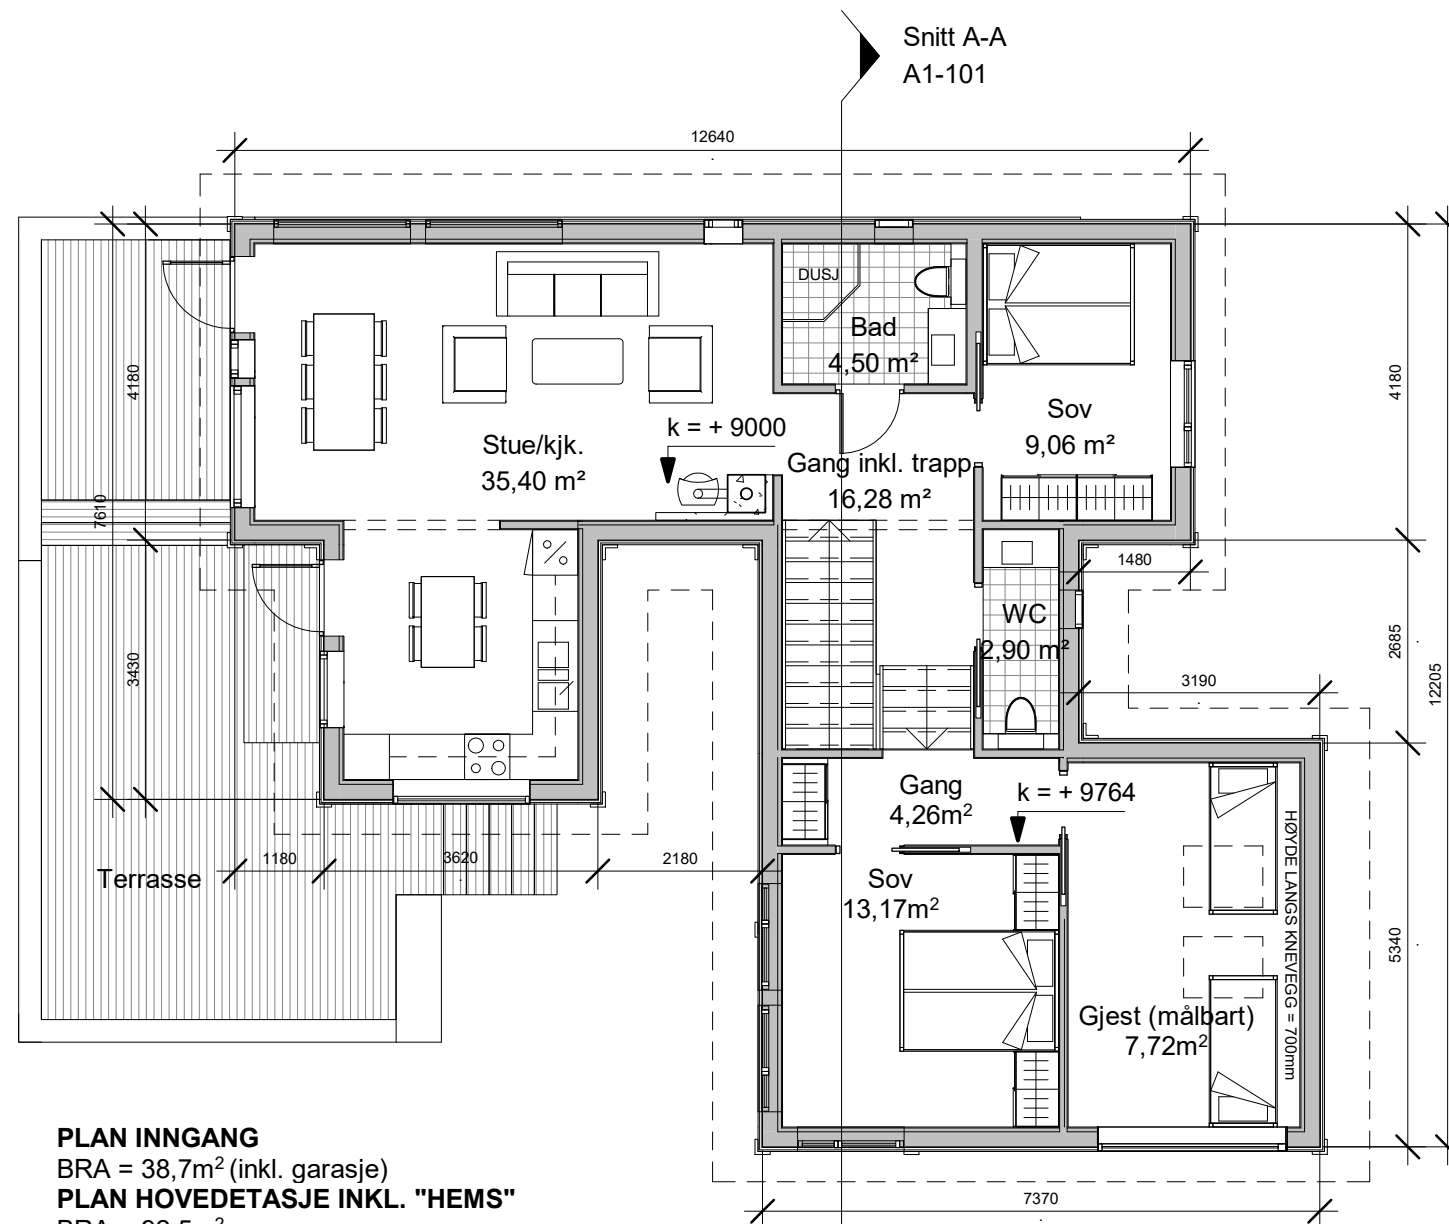 Snitt A-A
A1-101
12640
DUSJ
Bad
4,50 m²
4180
4180
Sov
9,06 m²
k = + 9000
Stue/kjk.
35,40 m²
Gang inkl. trapp
16,28 m²
7610
1480
WC
2,90 m²
2685
12205
3430
3190
Gang
4,26m²
k = + 9764
HØYDE LANGS KNEVEGG = 700mm
1180
3620
2180
Terrasse
Sov
13,17m²
5340
Gjest (målbart)
7,72m²
PLAN INNGANG
BRA = 38,7m² (inkl. garasje)
PLAN HOVEDETASJE INKL. "HEMS"
7370